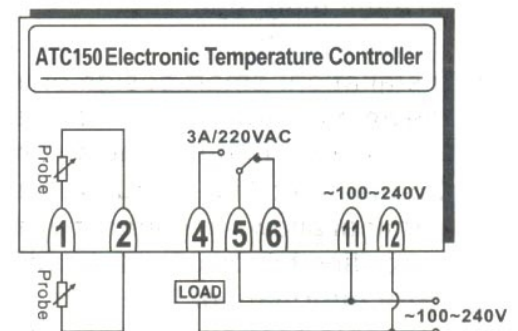 ATC150 Electronic Temperature Controller
3A/220VAC
Probe
~100~240V
1 2 4 5 6 11 12
Probe
LOAD
~100~240V